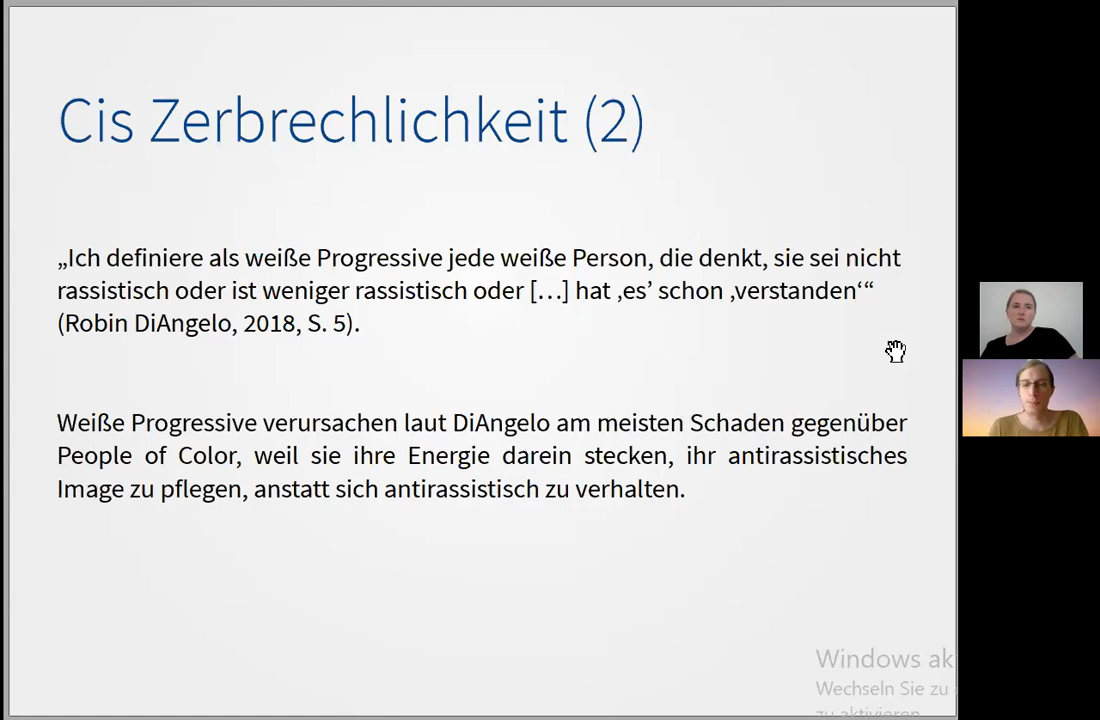 Cis Zerbrechlichkeit (2)
„Ich definiere als weiße Progressive jede weiße Person, die denkt, sie sei nicht
rassistisch oder ist weniger rassistisch oder […] hat ‚es’ schon ‚verstanden‘“
(Robin DiAngelo, 2018, S. 5).
Weiße Progressive verursachen laut DiAngelo am meisten Schaden gegenüber
People of Color, weil sie ihre Energie darein stecken, ihr antirassistisches
Image zu pflegen, anstatt sich antirassistisch zu verhalten.
Windows ak
Wechseln Sie zu
zu aktivieren